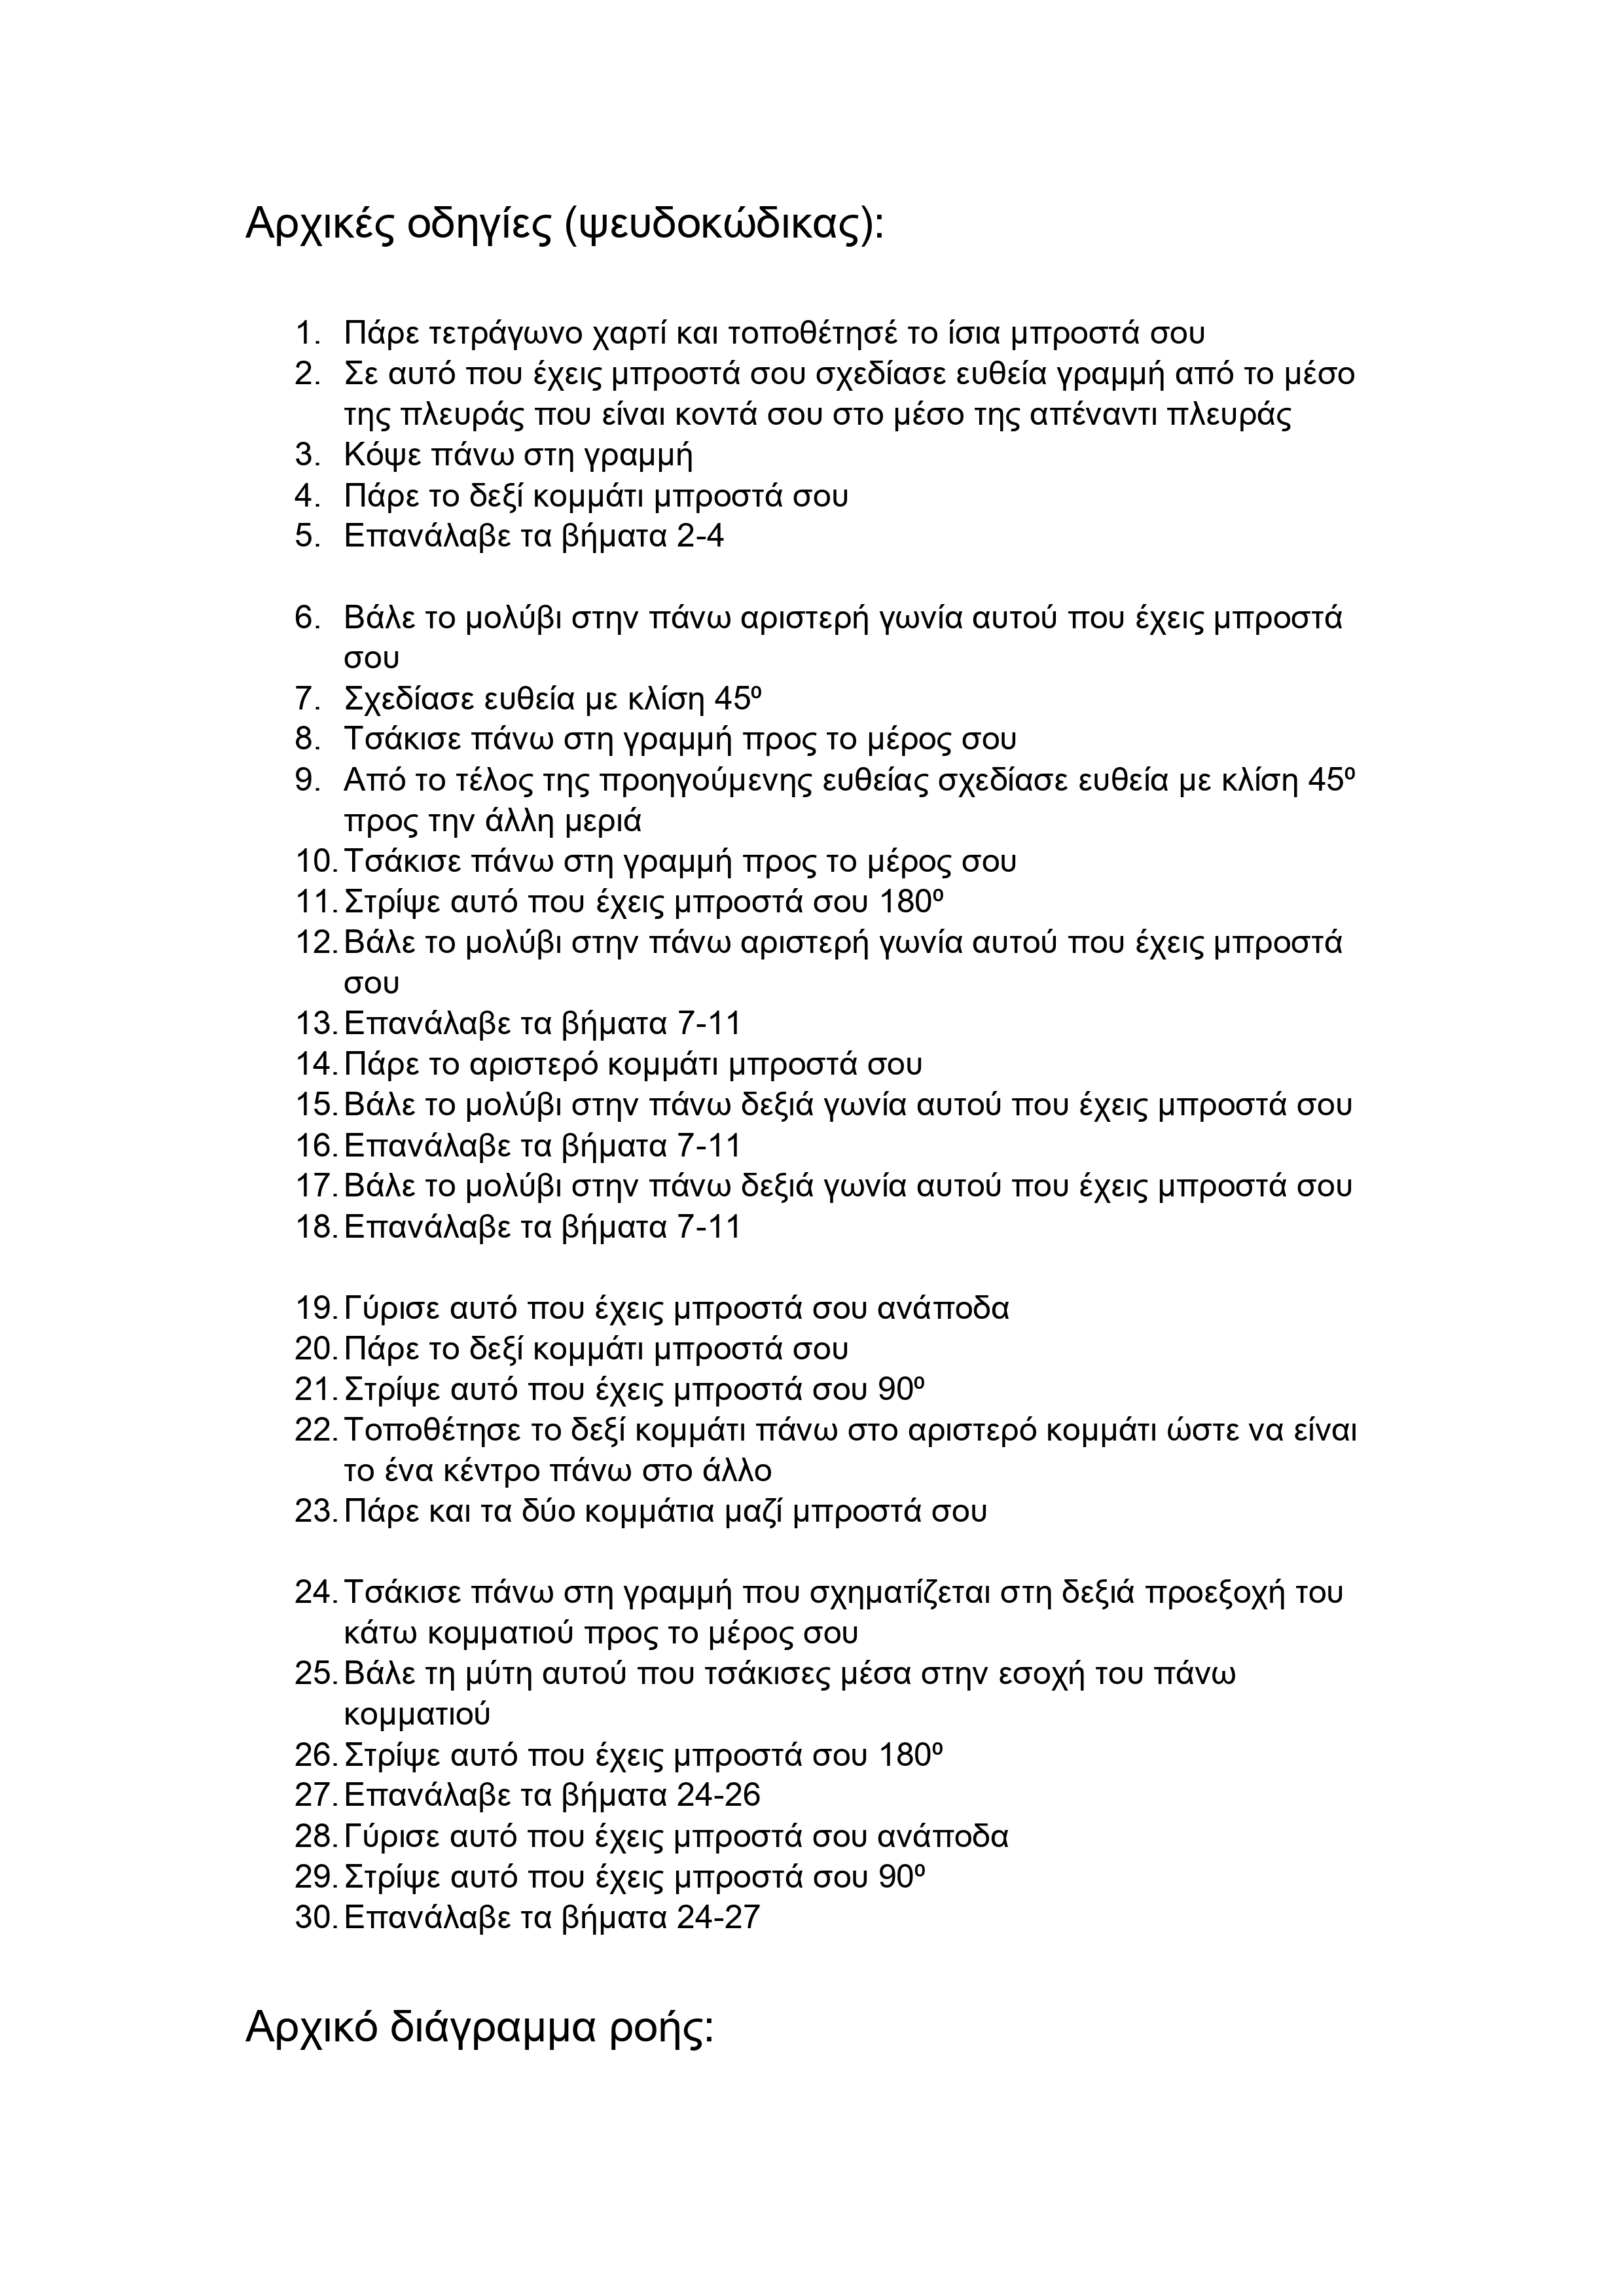 Αρχικές οδηγίες (ψευδοκώδικας):
1. Πάρε τετράγωνο χαρτί και τοποθέτησέ το ίσια μπροστά σου
2. Σε αυτό που έχεις μπροστά σου σχεδίασε ευθεία γραμμή από το μέσο
της πλευράς που είναι κοντά σου στο μέσο της απέναντι πλευράς
3. Κόψε πάνω στη γραμμή
4. Πάρε το δεξί κομμάτι μπροστά σου
5. Επανάλαβε τα βήματα 2-4
6. Βάλε το μολύβι στην πάνω αριστερή γωνία αυτού που έχεις μπροστά
σου
7. Σχεδίασε ευθεία με κλίση 45º
8. Τσάκισε πάνω στη γραμμή προς το μέρος σου
9. Από το τέλος της προηγούμενης ευθείας σχεδίασε ευθεία με κλίση 45º
προς την άλλη μεριά
10. Τσάκισε πάνω στη γραμμή προς το μέρος σου
11. Στρίψε αυτό που έχεις μπροστά σου 180º
12. Βάλε το μολύβι στην πάνω αριστερή γωνία αυτού που έχεις μπροστά
σου
13. Επανάλαβε τα βήματα 7-11
14. Πάρε το αριστερό κομμάτι μπροστά σου
15. Βάλε το μολύβι στην πάνω δεξιά γωνία αυτού που έχεις μπροστά σου
16. Επανάλαβε τα βήματα 7-11
17. Βάλε το μολύβι στην πάνω δεξιά γωνία αυτού που έχεις μπροστά σου
18. Επανάλαβε τα βήματα 7-11
19. Γύρισε αυτό που έχεις μπροστά σου ανάποδα
20. Πάρε το δεξί κομμάτι μπροστά σου
21. Στρίψε αυτό που έχεις μπροστά σου 90º
22. Τοποθέτησε το δεξί κομμάτι πάνω στο αριστερό κομμάτι ώστε να είναι
το ένα κέντρο πάνω στο άλλο
23. Πάρε και τα δύο κομμάτια μαζί μπροστά σου
24. Τσάκισε πάνω στη γραμμή που σχηματίζεται στη δεξιά προεξοχή του
κάτω κομματιού προς το μέρος σου
25. Βάλε τη μύτη αυτού που τσάκισες μέσα στην εσοχή του πάνω
κομματιού
26. Στρίψε αυτό που έχεις μπροστά σου 180º
27. Επανάλαβε τα βήματα 24-26
28. Γύρισε αυτό που έχεις μπροστά σου ανάποδα
29. Στρίψε αυτό που έχεις μπροστά σου 90º
30. Επανάλαβε τα βήματα 24-27
Αρχικό διάγραμμα ροής: